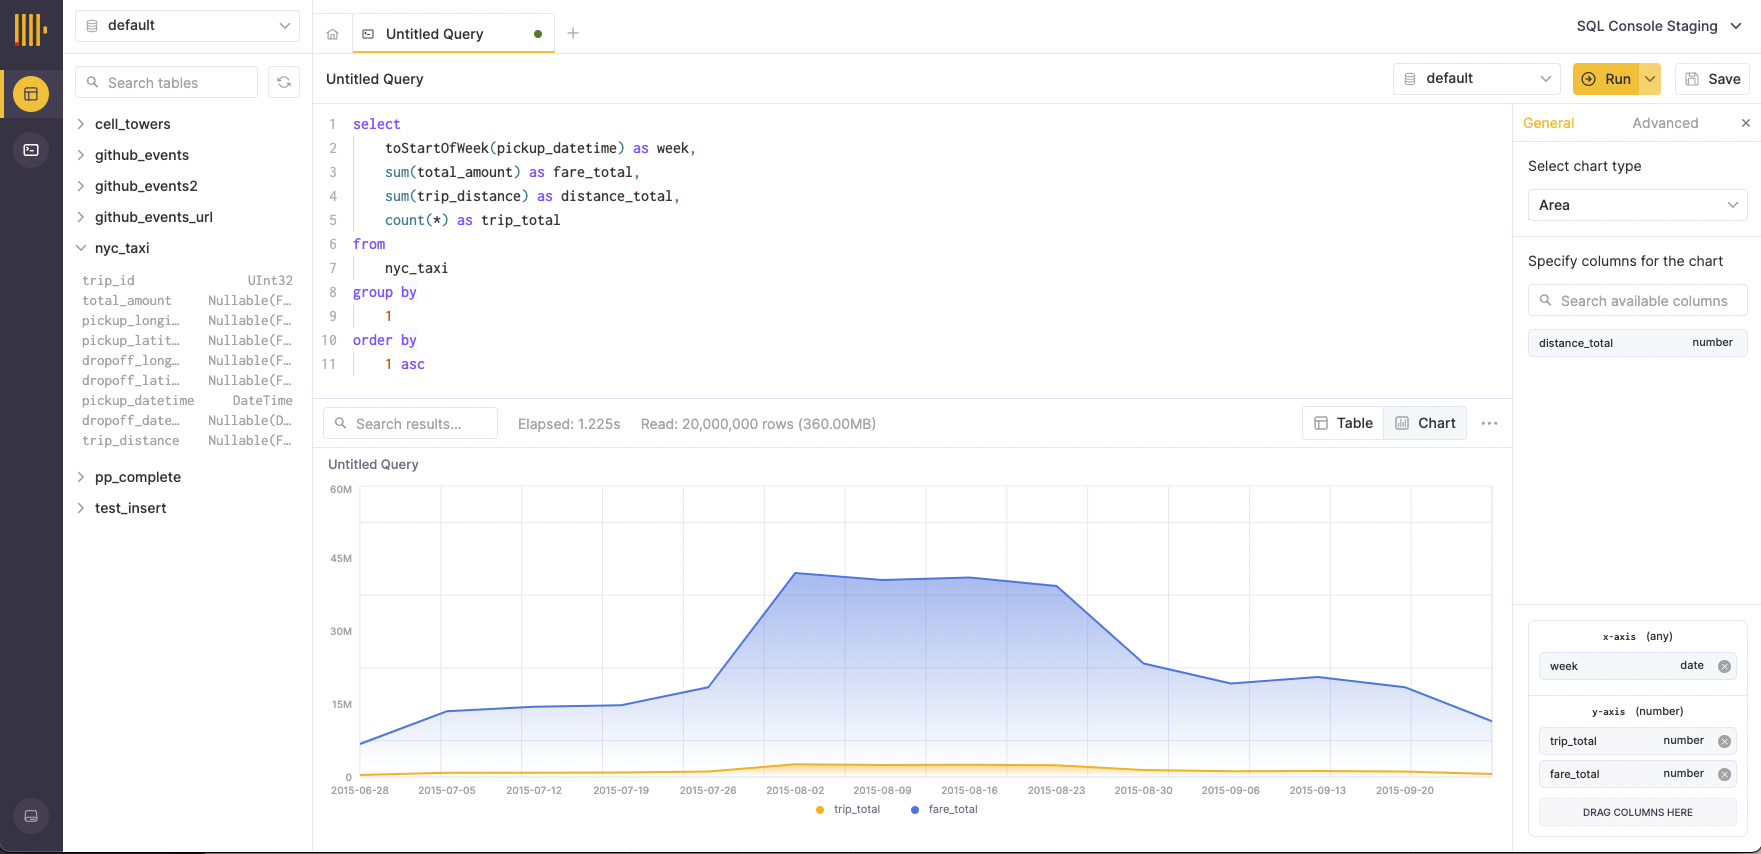 default
Untitled Query
SQL Console Staging
Search tables
cell_towers
github_events
github_events2
github_events_url
nyc_taxi
trip_id UInt32
total_amount Nullable(F…
pickup_longi… Nullable(F…
pickup_latit… Nullable(F…
dropoff_long… Nullable(F…
dropoff_lati… Nullable(F…
pickup_datetime DateTime
dropoff_date… Nullable(D…
trip_distance Nullable(F…
pp_complete
test_insert
Untitled Query
default
Run
Save
1 select
2 toStartOfWeek(pickup_datetime) as week,
3 sum(total_amount) as fare_total,
4 sum(trip_distance) as distance_total,
5 count(*) as trip_total
6 from
7 nyc_taxi
8 group by
9 1
10 order by
11 1 asc
Search results...
Elapsed: 1.225s
Read: 20,000,000 rows (360.00MB)
Table
Chart
Untitled Query
60M
45M
30M
15M
0
2015-06-28 2015-07-05 2015-07-12 2015-07-19 2015-07-26 2015-08-02 2015-08-09 2015-08-16 2015-08-23 2015-08-30 2015-09-06 2015-09-13 2015-09-20
trip_total fare_total
General Advanced
Select chart type
Area
Specify columns for the chart
Search available columns
distance_total number
x-axis (any)
week date
y-axis (number)
trip_total number
fare_total number
DRAG COLUMNS HERE